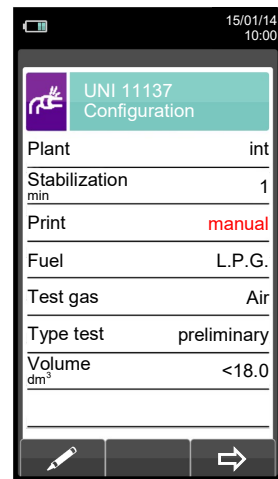 15/01/14
10:00
UNI 11137
Configuration
Plant int
Stabilization 1
min
Print manual
Fuel L.P.G.
Test gas Air
Type test preliminary
Volume <18.0
dm³